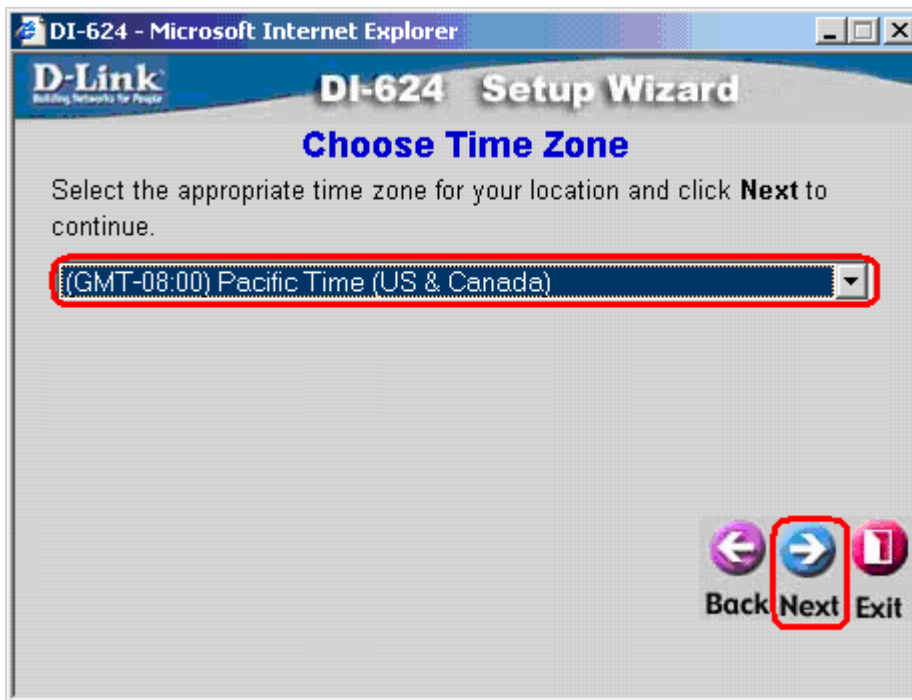 DI-624 - Microsoft Internet Explorer
D-Link
Building Networks for People
DI-624 Setup Wizard
Choose Time Zone
Select the appropriate time zone for your location and click Next to
continue.
(GMT-08:00) Pacific Time (US & Canada)
Back Next Exit